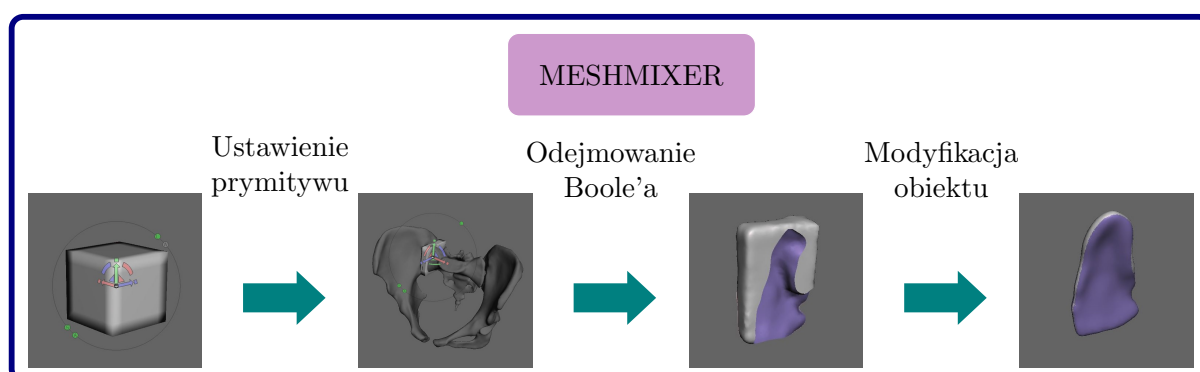 MESHMIXER
Ustawienie
prymitywu
Odejmowanie
Boole'a
Modyfikacja
obiektu